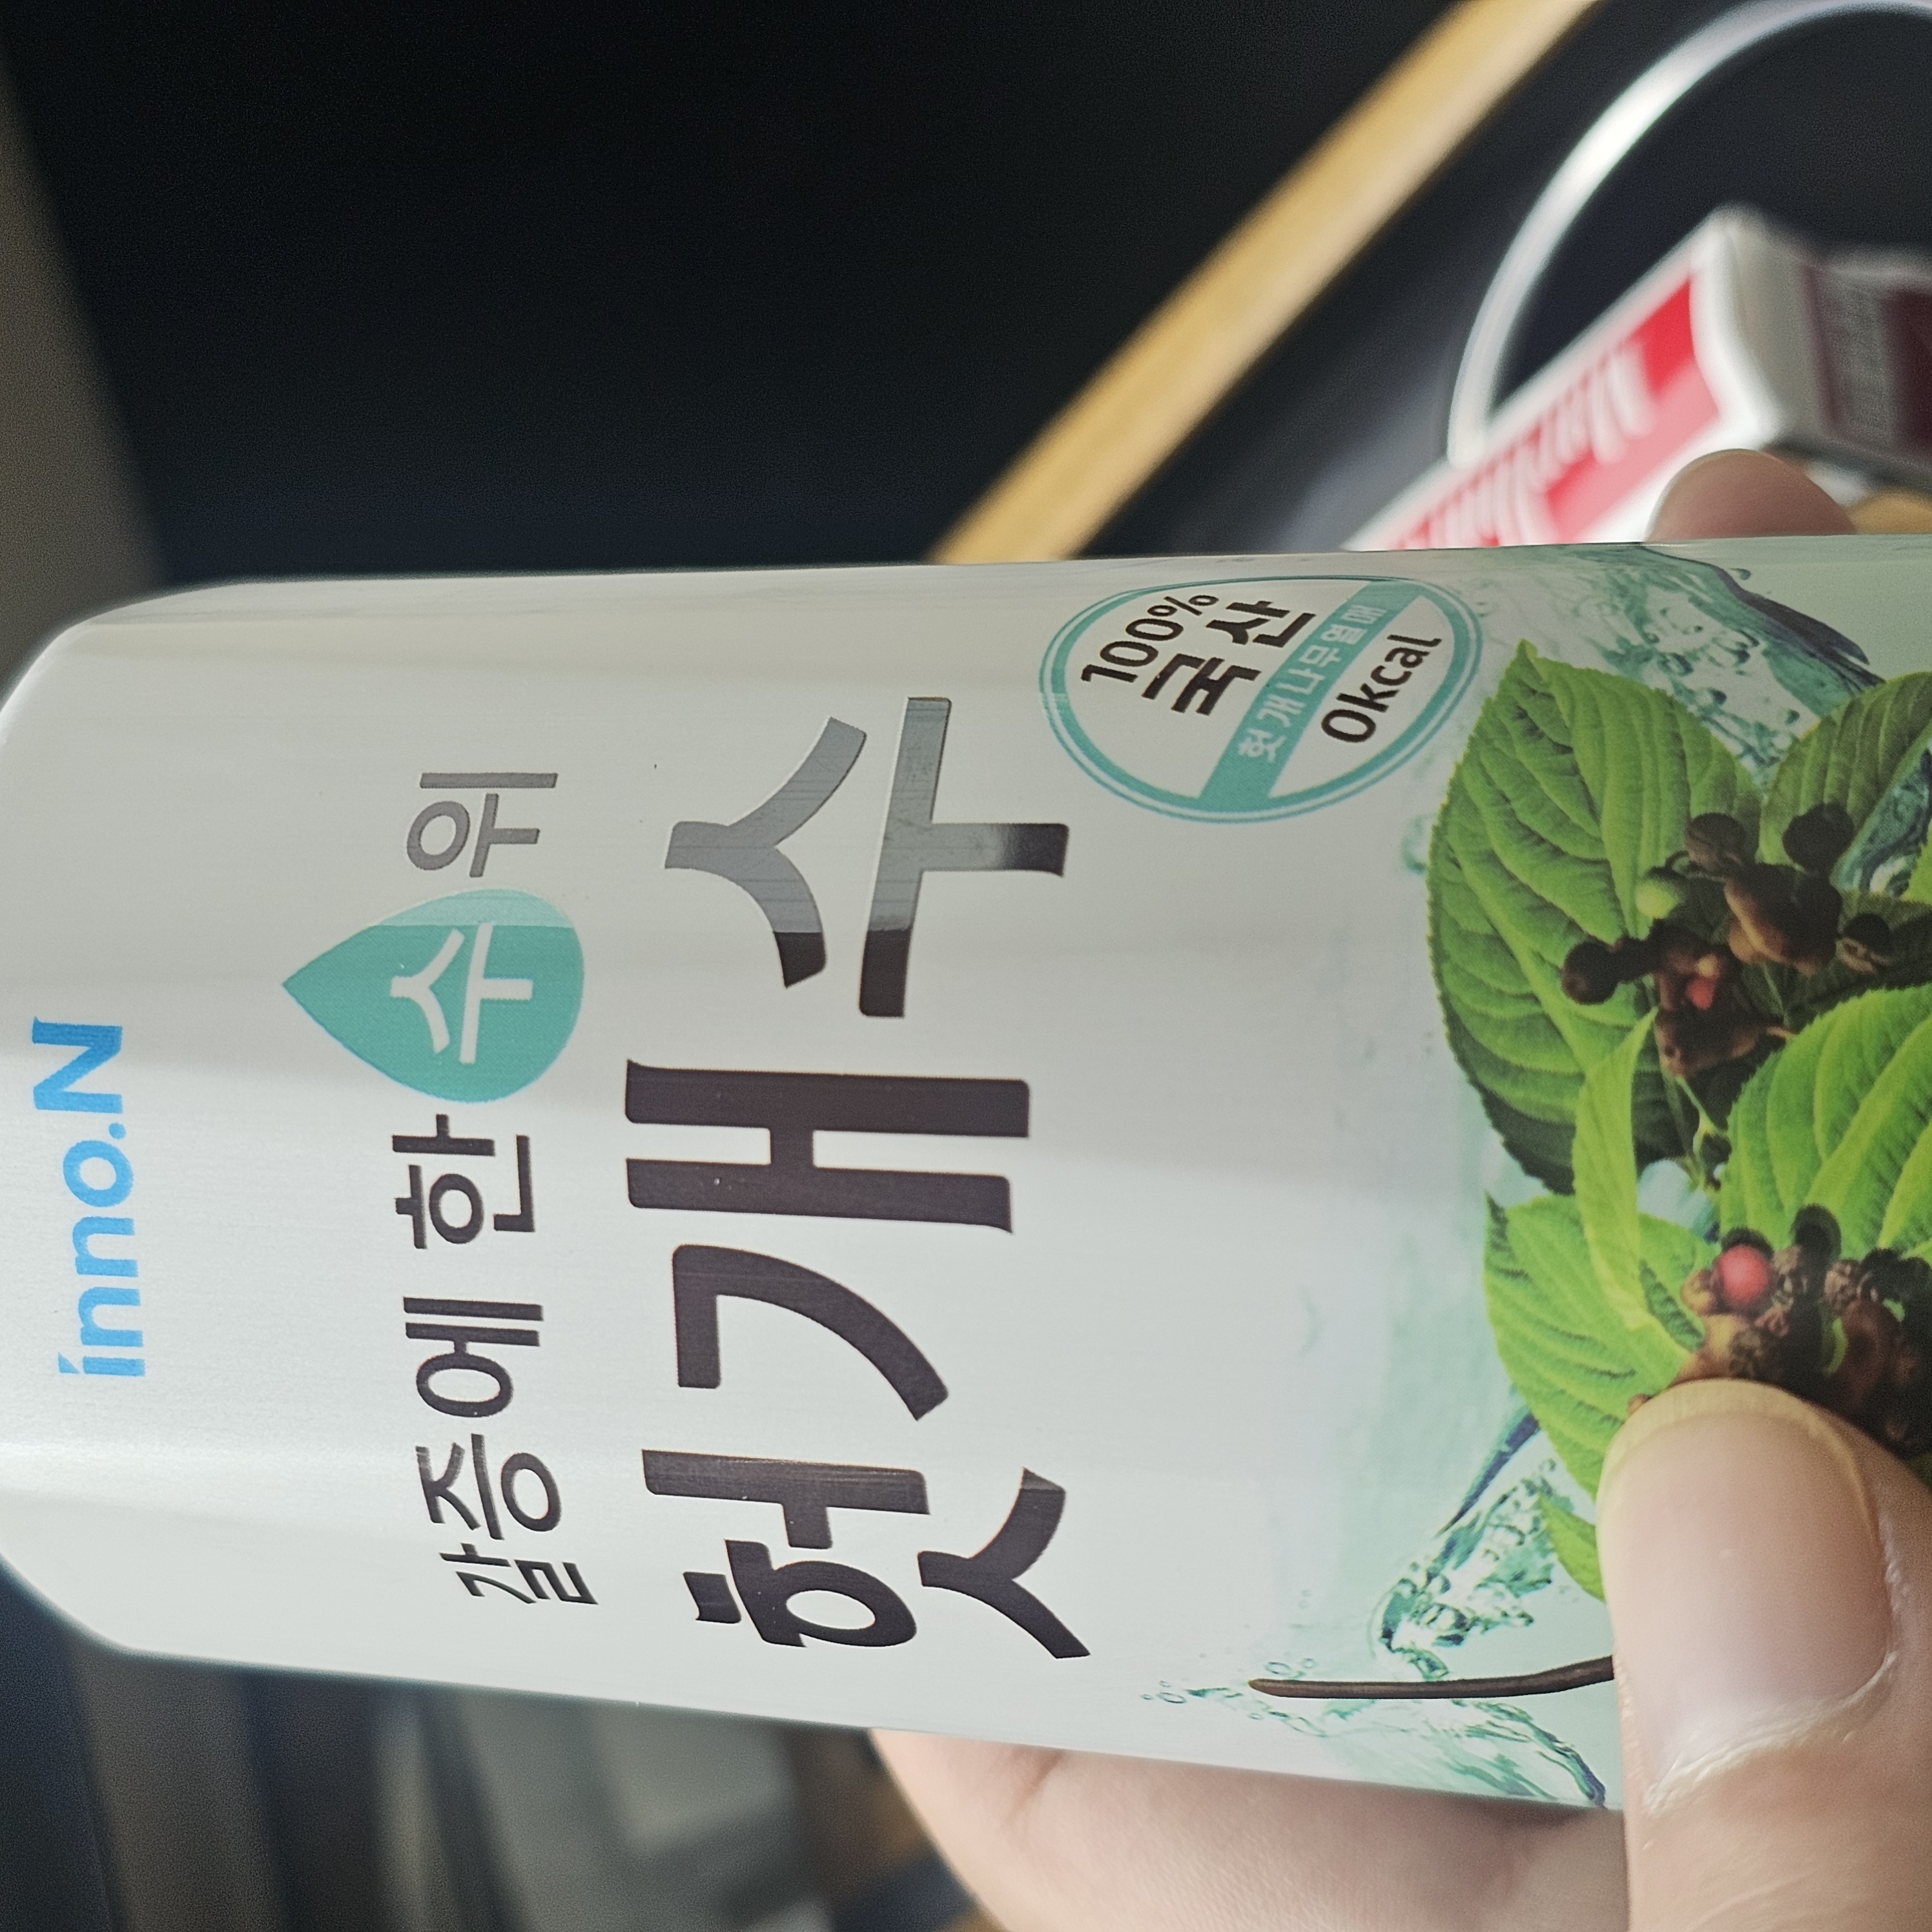 inno.N
갈증에 한 수 위
헛개수
100%
국산
헛개나무열매
0kcal